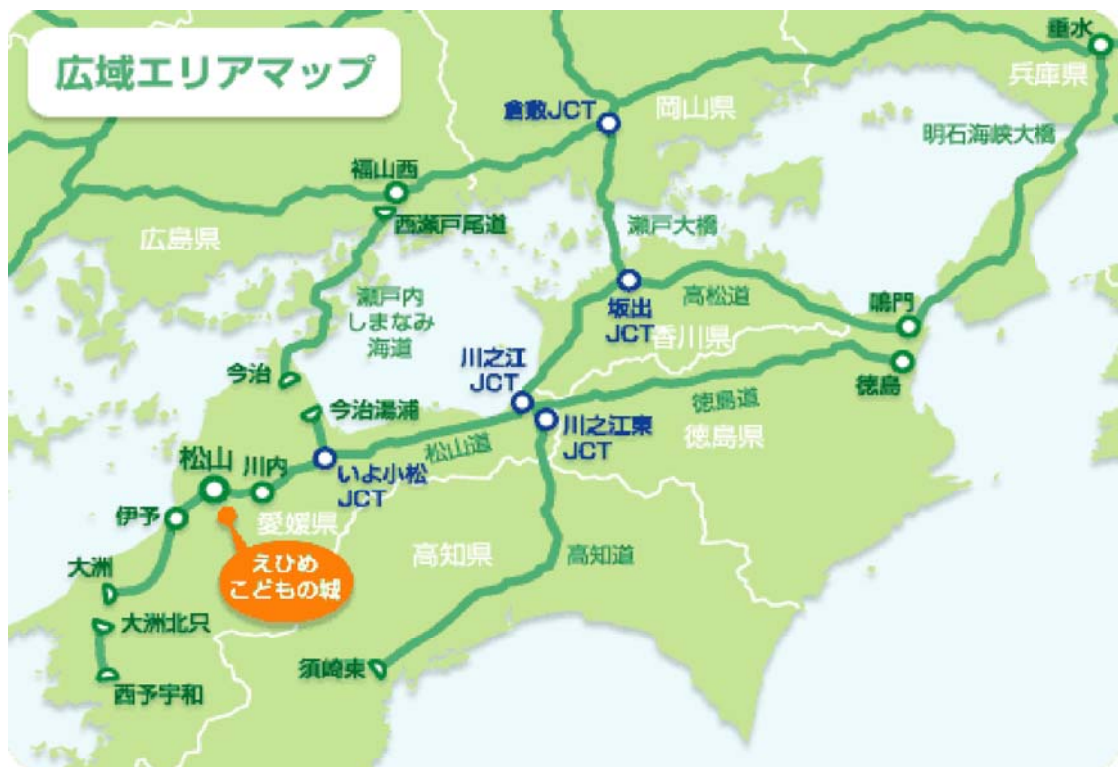 広域エリアマップ
垂水
兵庫県
岡山県
倉敷JCT
明石海峡大橋
福山西
西瀬戸尾道
広島県
瀬戸大橋
瀬戸内
しまなみ
海道
高松道
坂出
JCT
鳴門
香川県
川之江
JCT
今治
徳島
徳島道
今治湯浦
川之江東
JCT
徳島県
松山道
松山
川内
いよ小松
JCT
伊予
愛媛県
高知県
高知道
えひめ
こどもの城
大洲
大洲北只
須崎東
西予宇和